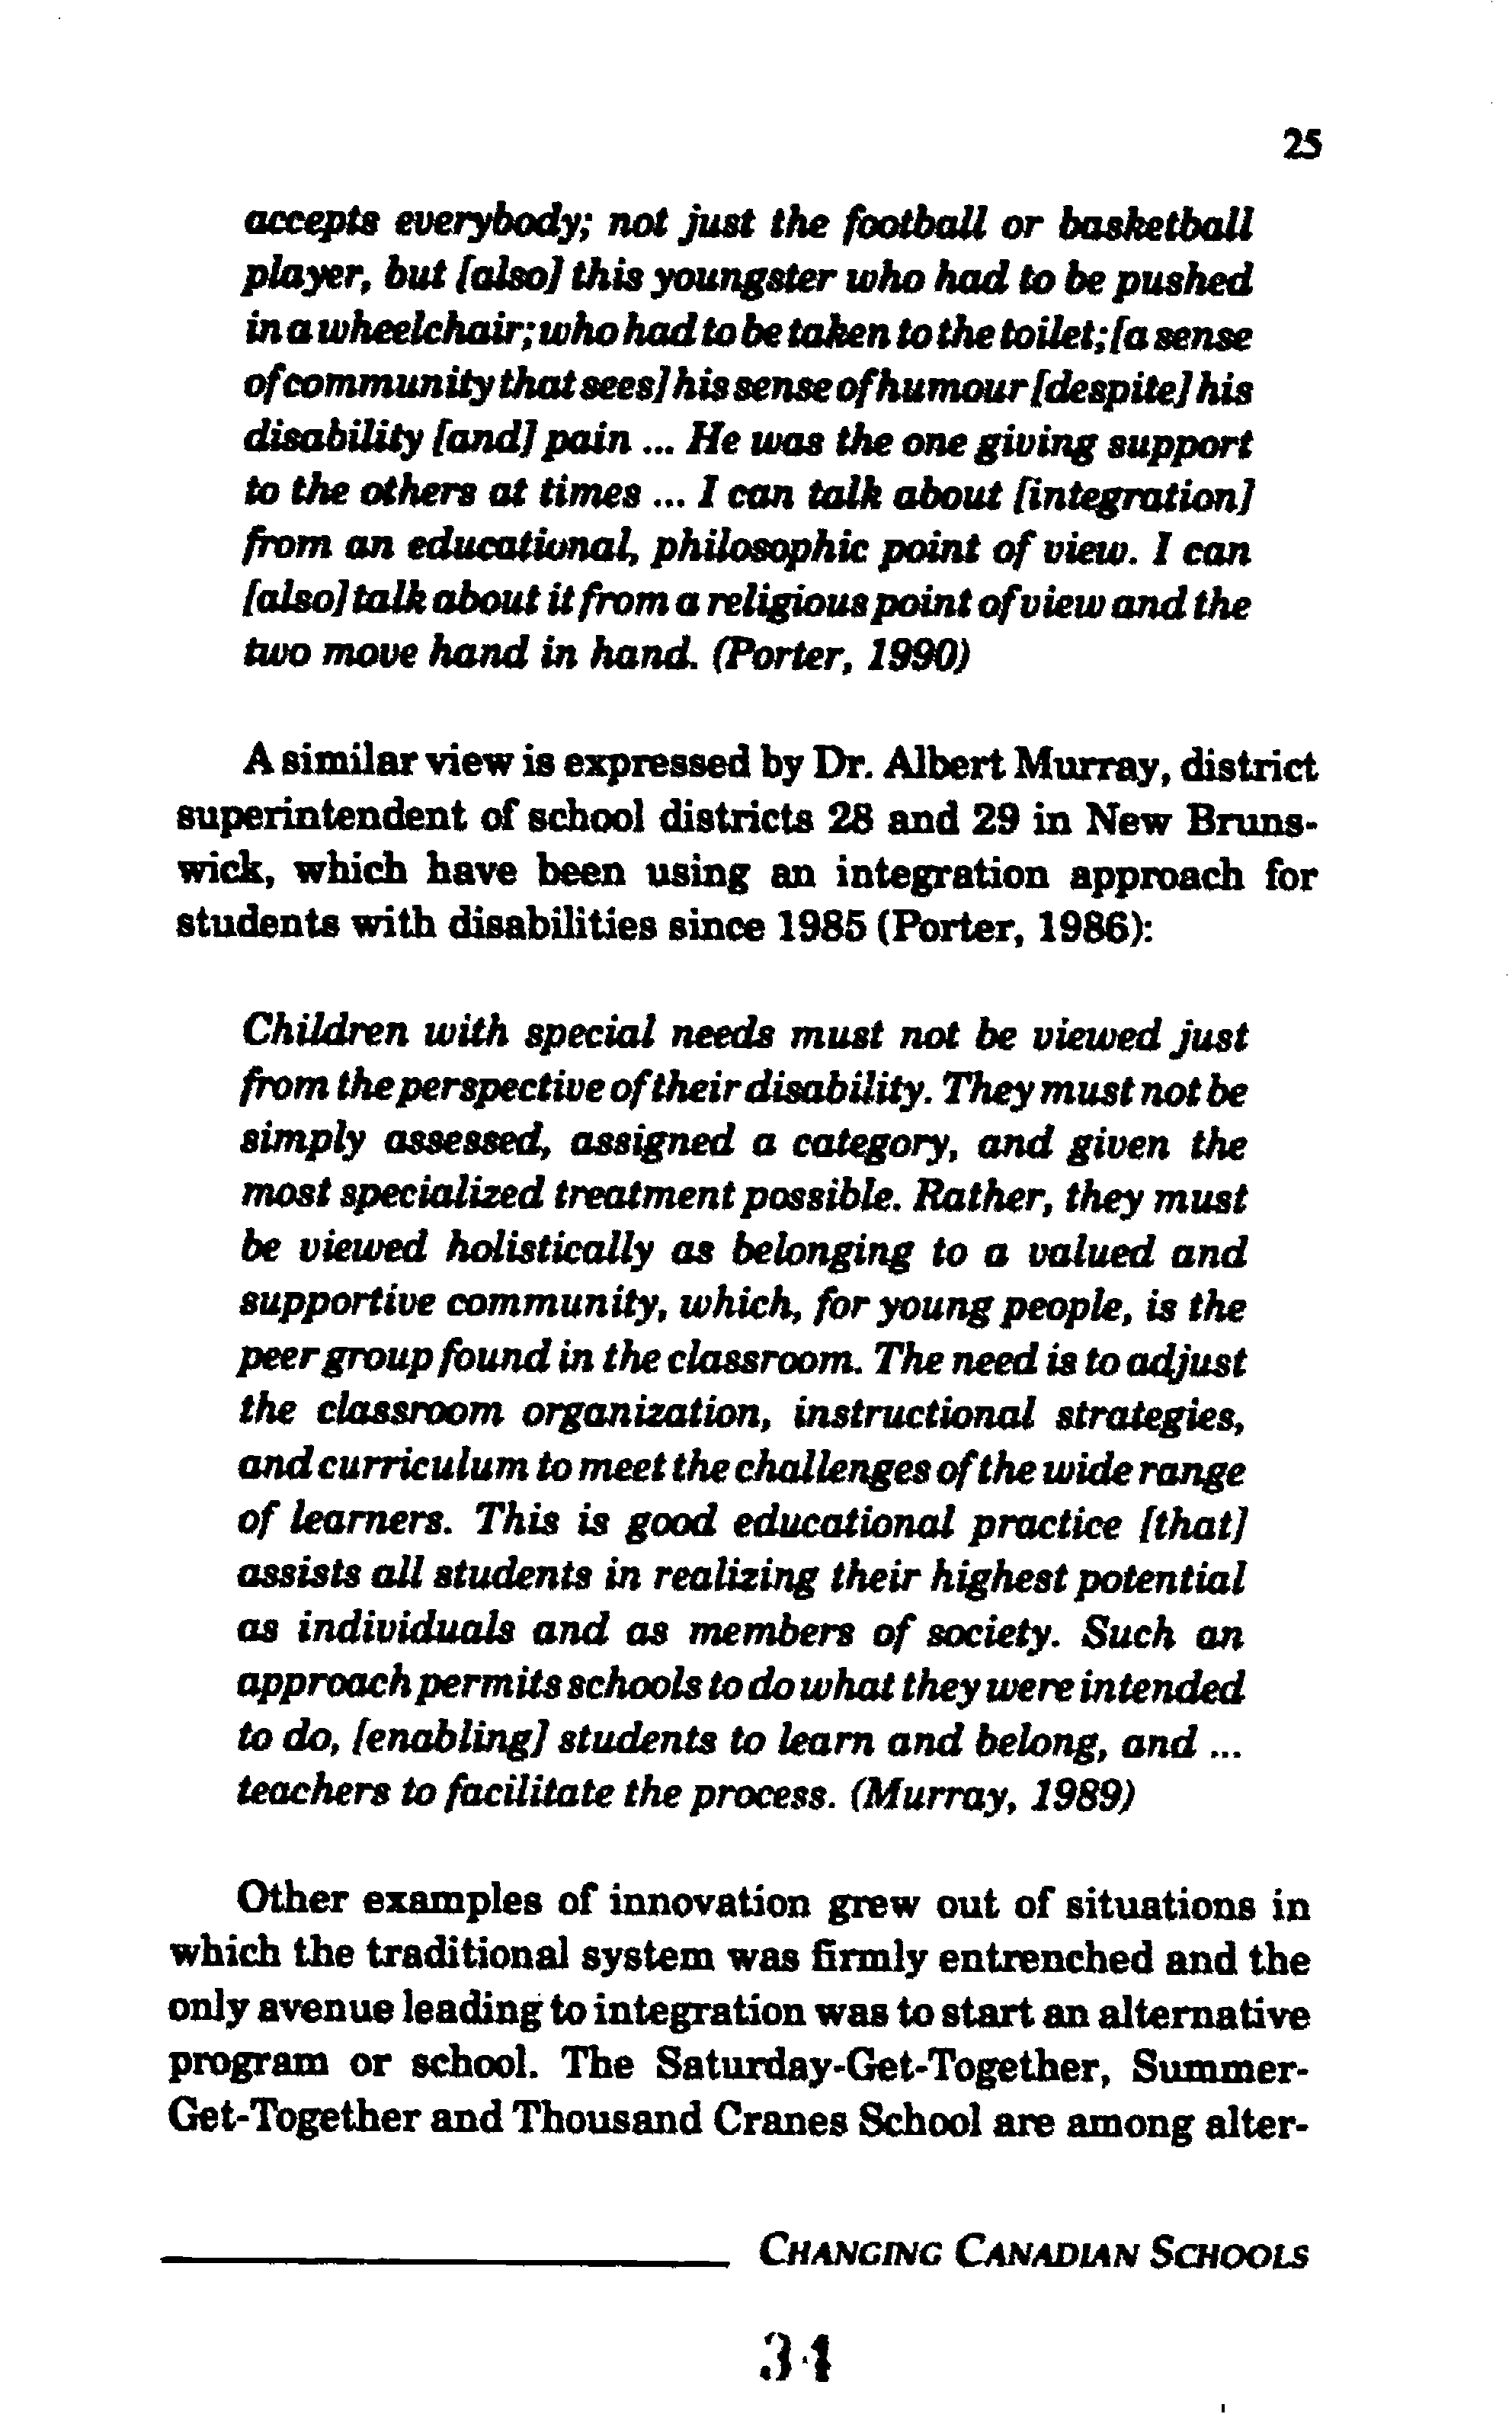 25
accepts everybody; not just the football or basketball
player, but [also] this youngster who had to be pushed
in a wheelchair; who had to be taken to the toilet; [a sense
of community that sees] his sense of humour [despite] his
disability [and] pain ... He was the one giving support
to the others at times ... I can talk about [integration]
from an educational, philosophic point of view. I can
[also] talk about it from a religious point of view and the
two move hand in hand. (Porter, 1990)
A similar view is expressed by Dr. Albert Murray, district
superintendent of school districts 28 and 29 in New Bruns-
wick, which have been using an integration approach for
students with disabilities since 1985 (Porter, 1986):
Children with special needs must not be viewed just
from the perspective of their disability. They must not be
simply assessed, assigned a category, and given the
most specialized treatment possible. Rather, they must
be viewed holistically as belonging to a valued and
supportive community, which, for young people, is the
peer group found in the classroom. The need is to adjust
the classroom organization, instructional strategies,
and curriculum to meet the challenges of the wide range
of learners. This is good educational practice [that]
assists all students in realizing their highest potential
as individuals and as members of society. Such an
approach permits schools to do what they were intended
to do, [enabling] students to learn and belong, and ...
teachers to facilitate the process. (Murray, 1989)
Other examples of innovation grew out of situations in
which the traditional system was firmly entrenched and the
only avenue leading to integration was to start an alternative
program or school. The Saturday-Get-Together, Summer-
Get-Together and Thousand Cranes School are among alter-
CHANGING CANADIAN SCHOOLS
34